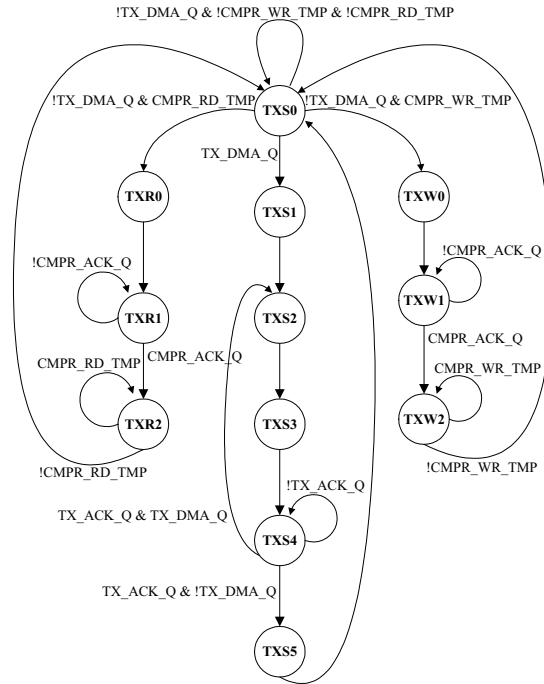 !TX_DMA_Q & !CMPR_WR_TMP & !CMPR_RD_TMP
!TX_DMA_Q & CMPR_RD_TMP
TXS0
!TX_DMA_Q & CMPR_WR_TMP
TX_DMA_Q
TXR0
TXS1
TXW0
!CMPR_ACK_Q
!CMPR_ACK_Q
TXR1
TXS2
TXW1
CMPR_ACK_Q
CMPR_ACK_Q
CMPR_RD_TMP
CMPR_WR_TMP
TXR2
TXS3
TXW2
!CMPR_RD_TMP
!CMPR_WR_TMP
!TX_ACK_Q
TX_ACK_Q & TX_DMA_Q
TXS4
TX_ACK_Q & !TX_DMA_Q
TXS5